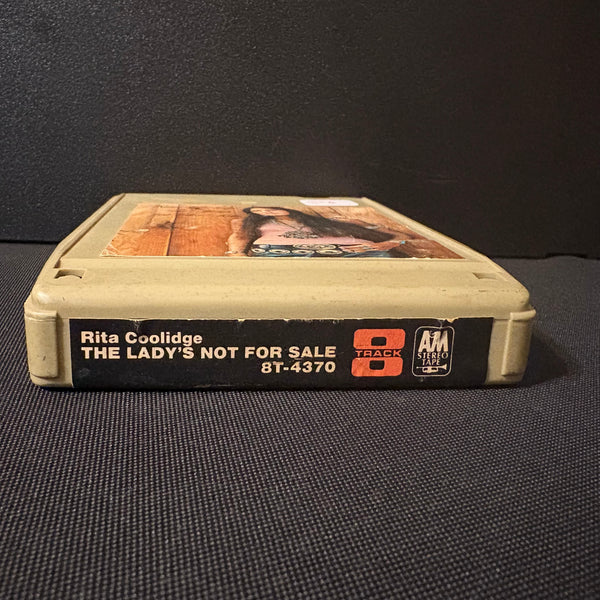 Rita Coolidge
THE LADY'S NOT FOR SALE
8T-4370
8
TRACK
A&M
STEREO
TAPE